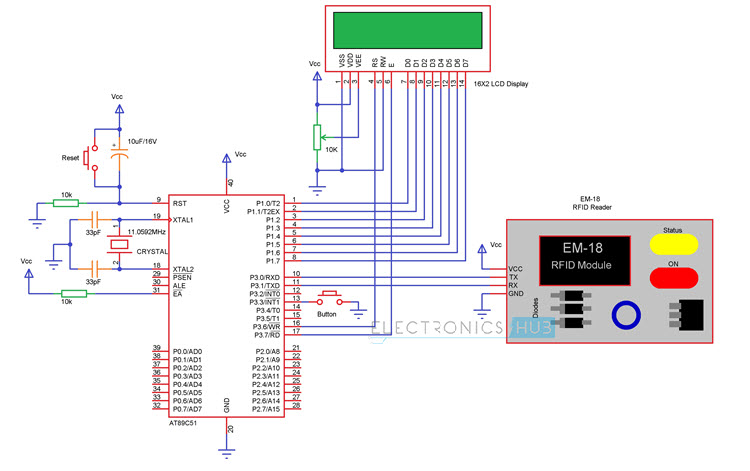 VSS VDD VEE RS RW E D0 D1 D2 D3 D4 D5 D6 D7
1 2 3 4 5 6 7 8 9 10 11 12 13 14
16X2 LCD Display
Vcc
10K
Vcc
10uF/16V
+
Reset
10k
33pF
1
11.0592MHz
CRYSTAL
2
33pF
Vcc
10k
Vcc
40
VCC
9 RST
19 XTAL1
18 XTAL2
29 PSEN
30 ALE
31 EA
39 P0.0/AD0
38 P0.1/AD1
37 P0.2/AD2
36 P0.3/AD3
35 P0.4/AD4
34 P0.5/AD5
33 P0.6/AD6
32 P0.7/AD7
P1.0/T2 1
P1.1/T2EX 2
P1.2 3
P1.3 4
P1.4 5
P1.5 6
P1.6 7
P1.7 8
P3.0/RXD 10
P3.1/TXD 11
P3.2/INT0 12
P3.3/INT1 13
P3.4/T0 14
P3.5/T1 15
P3.6/WR 16
P3.7/RD 17
P2.0/A8 21
P2.1/A9 22
P2.2/A10 23
P2.3/A11 24
P2.4/A12 25
P2.5/A13 26
P2.6/A14 27
P2.7/A15 28
GND
20
AT89C51
Button
EM-18
RFID Reader
Vcc
VCC
TX
RX
GND
EM-18
RFID Module
Status
ON
Diodes
ELECTRONICS HUB